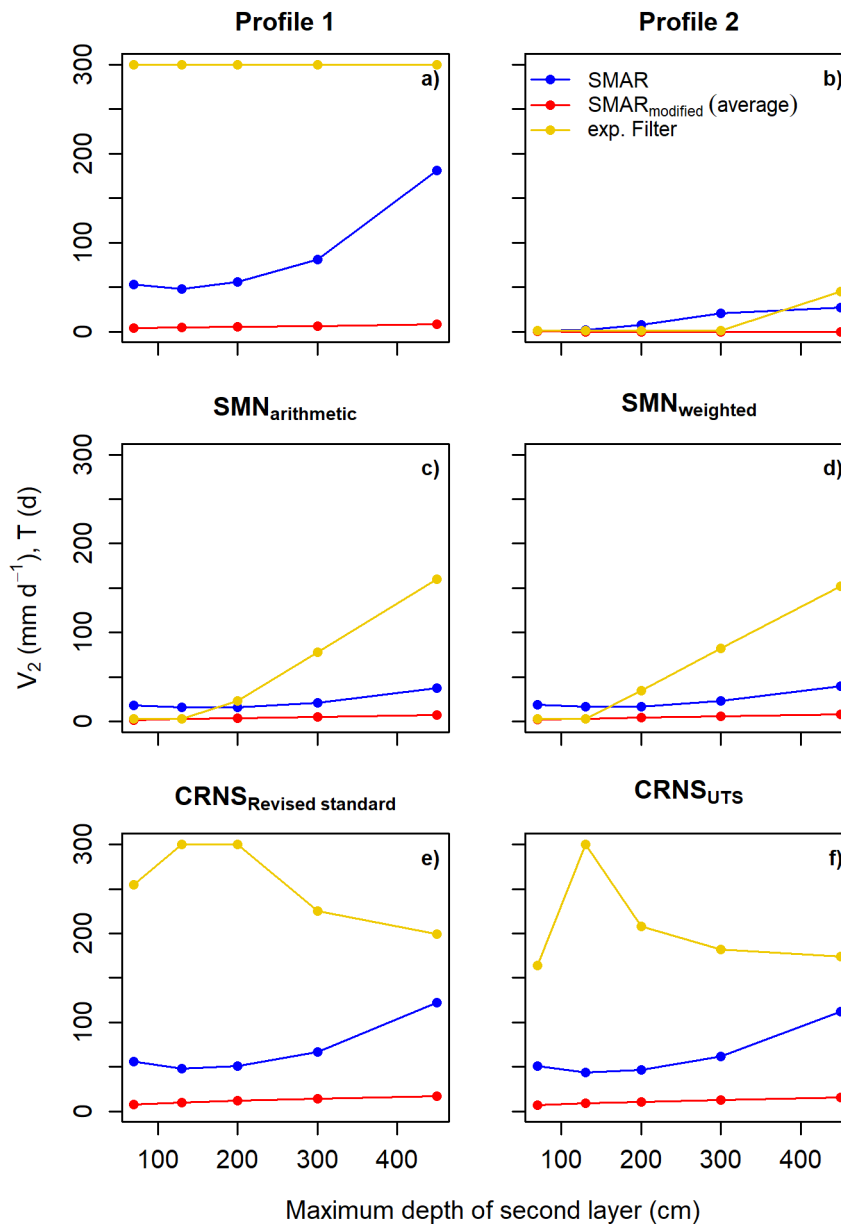 Profile 1
Profile 2
a)
b)
SMAR
SMARmodified (average)
exp. Filter
0
100
200
300
SMNarithmetic
SMNweighted
c)
d)
0
100
200
300
V2 (mm d−1), T (d)
CRNSRevised standard
CRNSUTS
e)
f)
0
100
200
300
100 200 300 400
100 200 300 400
Maximum depth of second layer (cm)